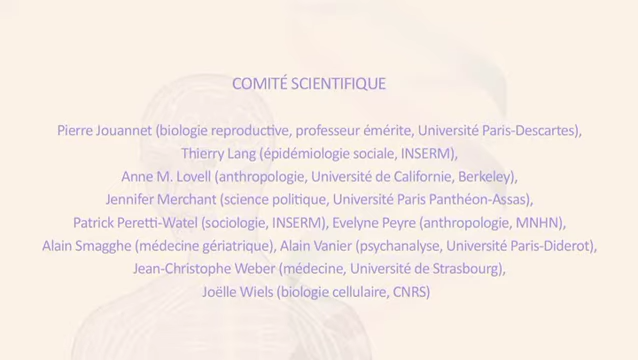 COMITÉ SCIENTIFIQUE
Pierre Jouannet (biologie reproductive, professeur émérite, Université Paris-Descartes),
Thierry Lang (épidémiologie sociale, INSERM),
Anne M. Lovell (anthropologie, Université de Californie, Berkeley),
Jennifer Merchant (science politique, Université Paris Panthéon-Assas),
Patrick Peretti-Watel (sociologie, INSERM), Evelyne Peyre (anthropologie, MNHN),
Alain Smagghe (médecine gériatrique), Alain Vanier (psychanalyse, Université Paris-Diderot),
Jean-Christophe Weber (médecine, Université de Strasbourg),
Joëlle Wiels (biologie cellulaire, CNRS)